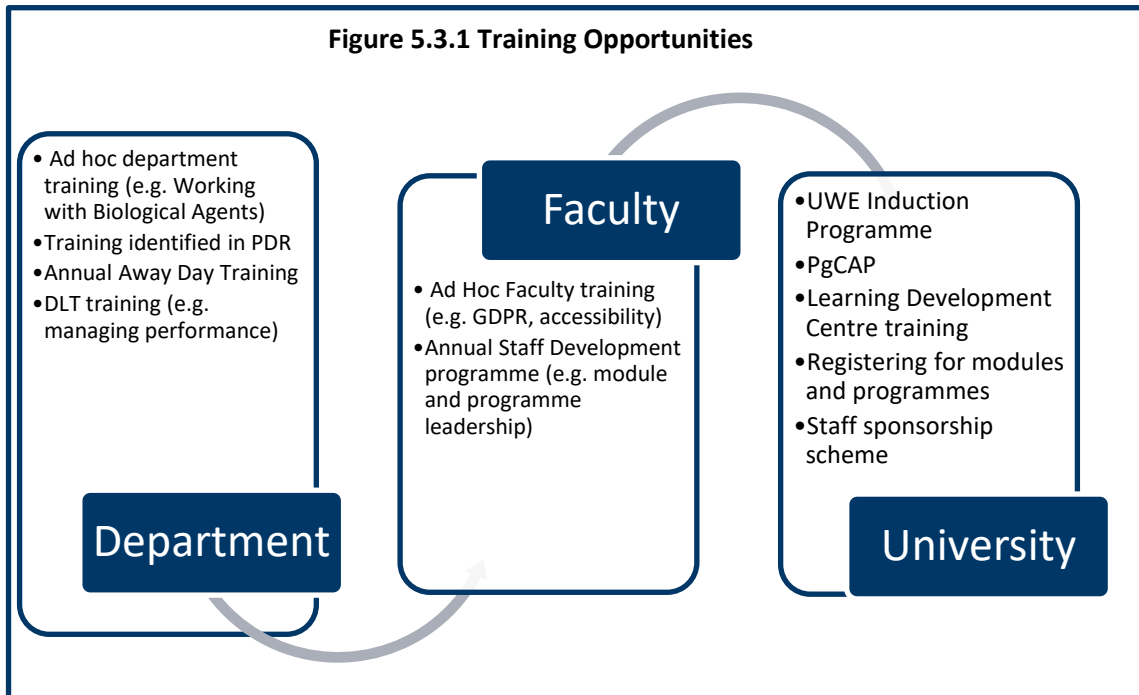 Figure 5.3.1 Training Opportunities
• Ad hoc department
training (e.g. Working
with Biological Agents)
•Training identified in PDR
•Annual Away Day Training
•DLT training (e.g.
managing performance)
Department
Faculty
• Ad Hoc Faculty training
(e.g. GDPR, accessibility)
•Annual Staff Development
programme (e.g. module
and programme
leadership)
•UWE Induction
Programme
•PgCAP
•Learning Development
Centre training
•Registering for modules
and programmes
•Staff sponsorship
scheme
University